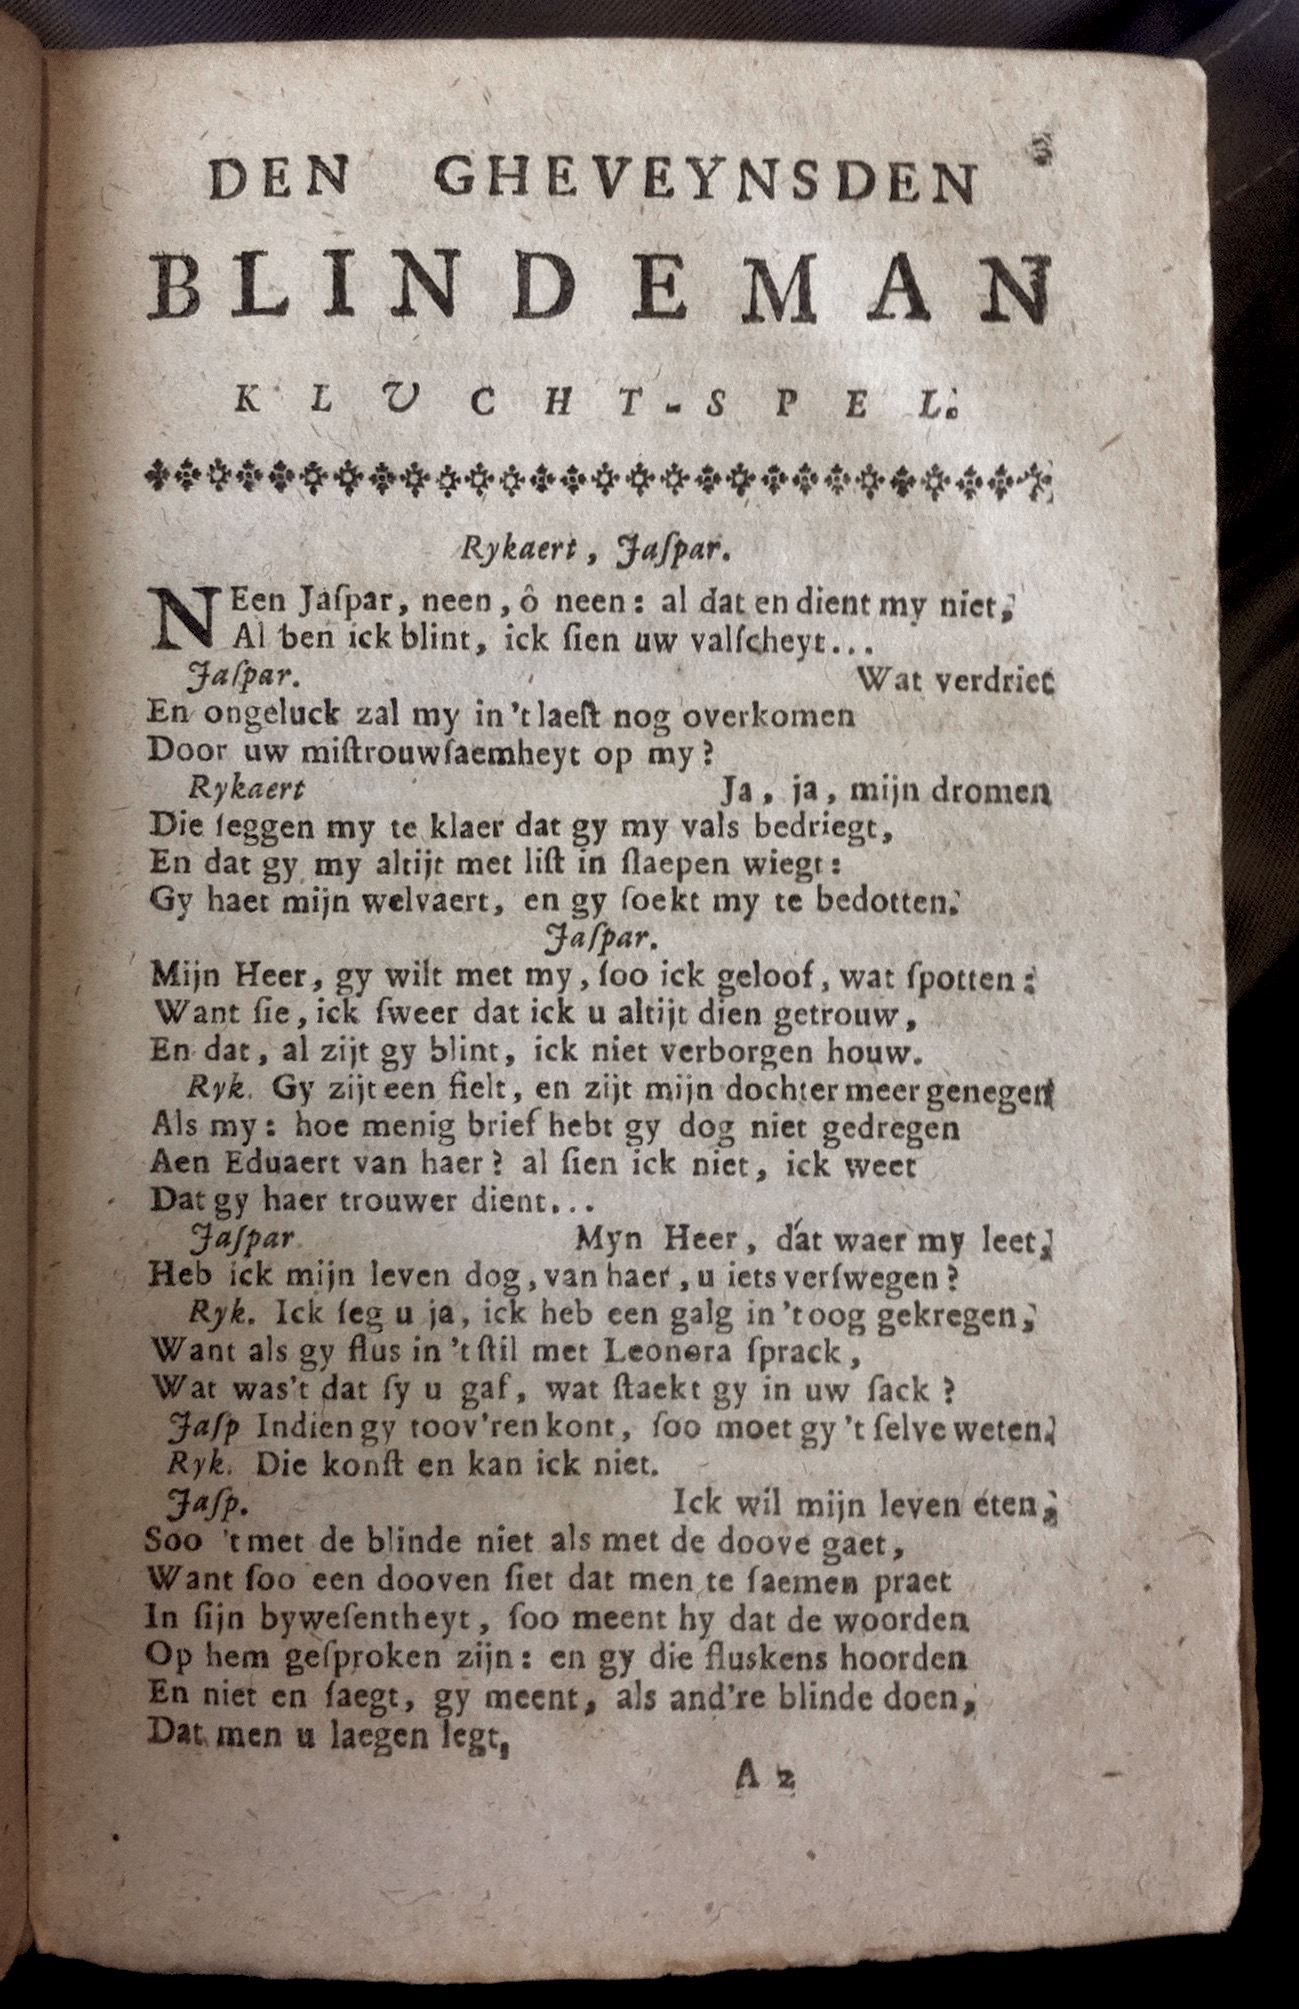 3
DEN GHEVEYNSDEN
BLINDEMAN
KLUCHT-SPEL.
Rykaert, Jaſpar.
NEen Jaſpar, neen, ô neen: al dat en dient my niet,
Al ben ick blint, ick ſien uw valſcheyt...
Jaſpar. Wat verdriet
En ongeluck zal my in 't laeſt nog overkomen
Door uw miſtrouwſaemheyt op my?
Rykaert Ja, ja, mijn dromen
Die ſeggen my te klaer dat gy my vals bedriegt,
En dat gy my altijt met liſt in ſlaepen wiegt:
Gy haet mijn welvaert, en gy ſoekt my te bedotten.
Jaſpar.
Mijn Heer, gy wilt met my, ſoo ick geloof, wat ſpotten:
Want ſie, ick ſweer dat ick u altijt dien getrouw,
En dat, al zijt gy blint, ick niet verborgen houw.
Ryk. Gy zijt een fielt, en zijt mijn dochter meer genegen
Als my: hoe menig brief hebt gy dog niet gedregen
Aen Eduaert van haer? al ſien ick niet, ick weet
Dat gy haer trouwer dient...
Jaſpar Myn Heer, dát waer my leet,
Heb ick mijn leven dog, van haer, u iets verſwegen?
Ryk. Ick ſeg u ja, ick heb een galg in 't oog gekregen,
Want als gy flus in 't ſtil met Leonora ſprack,
Wat was't dat ſy u gaf, wat ſtaekt gy in uw ſack?
Jaſp Indien gy toov'ren kont, ſoo moet gy 't ſelve weten.
Ryk. Die konſt en kan ick niet.
Jaſp. Ick wil mijn leven eten,
Soo 't met de blinde niet als met de doove gaet,
Want ſoo een dooven ſiet dat men te ſaemen praet
In ſijn byweſentheyt, ſoo meent hy dat de woorden
Op hem geſproken zijn: en gy die fluskens hoorden
En niet en ſaegt, gy meent, als and're blinde doen,
Dat men u laegen legt,
A 2